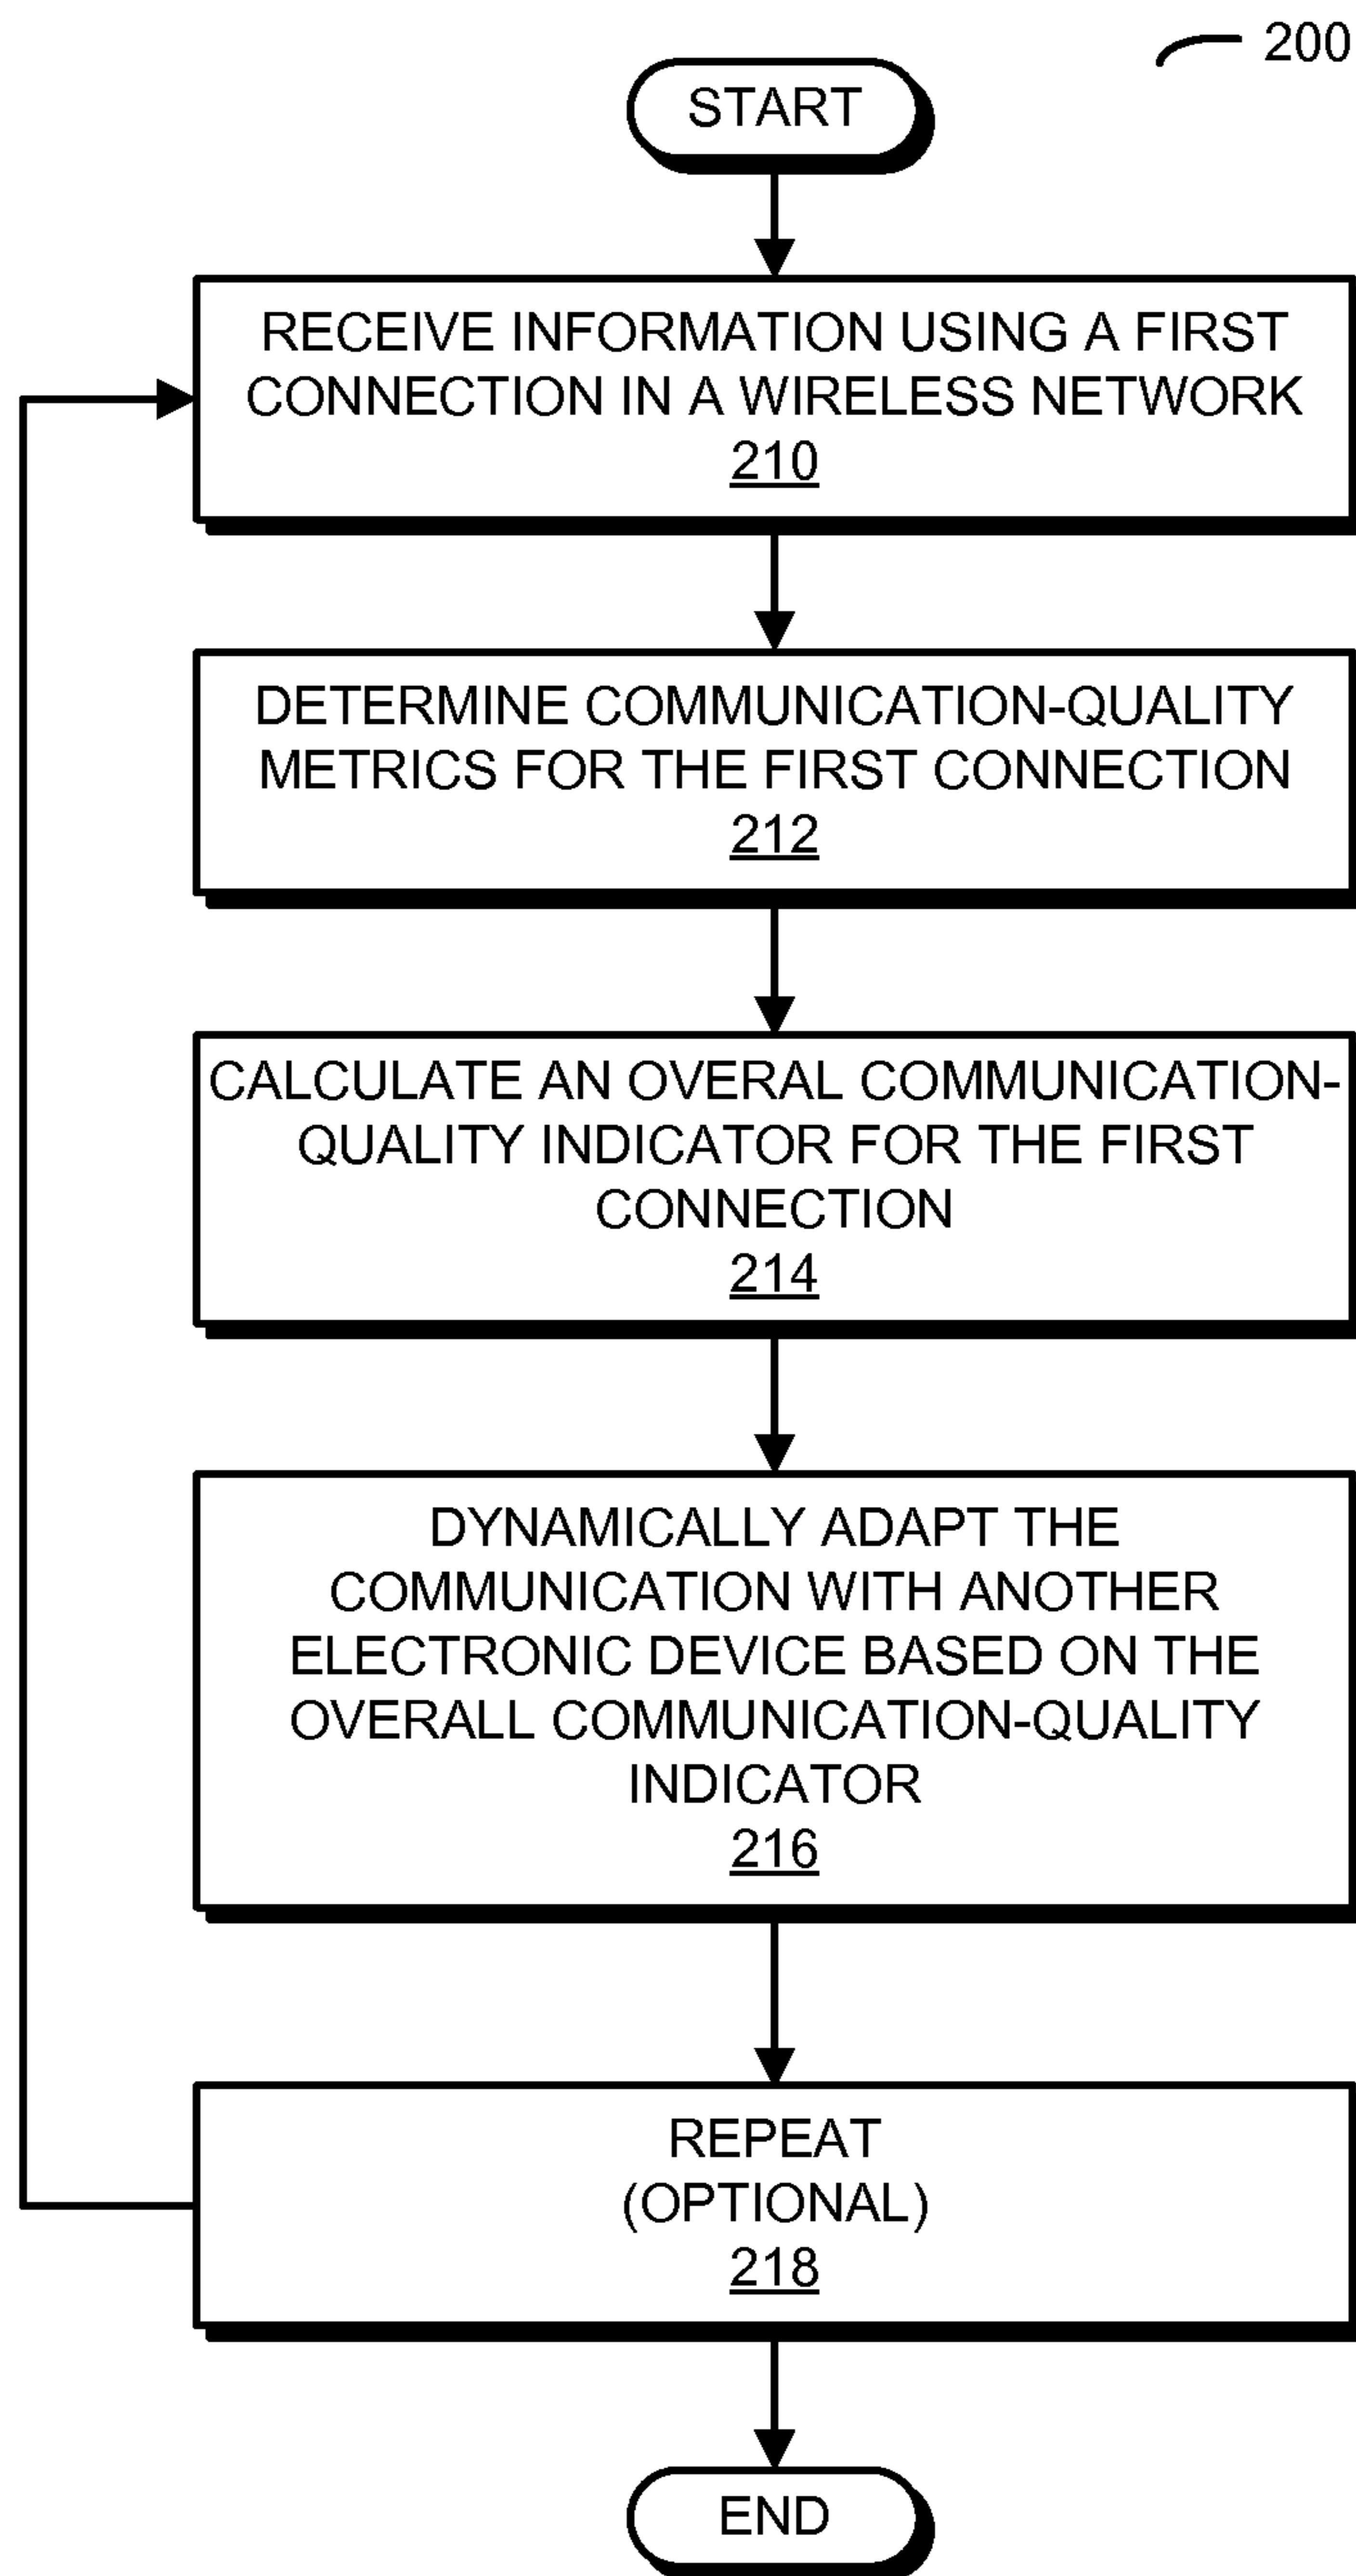 200
START
RECEIVE INFORMATION USING A FIRST
CONNECTION IN A WIRELESS NETWORK
210
DETERMINE COMMUNICATION-QUALITY
METRICS FOR THE FIRST CONNECTION
212
CALCULATE AN OVERAL COMMUNICATION-
QUALITY INDICATOR FOR THE FIRST
CONNECTION
214
DYNAMICALLY ADAPT THE
COMMUNICATION WITH ANOTHER
ELECTRONIC DEVICE BASED ON THE
OVERALL COMMUNICATION-QUALITY
INDICATOR
216
REPEAT
(OPTIONAL)
218
END